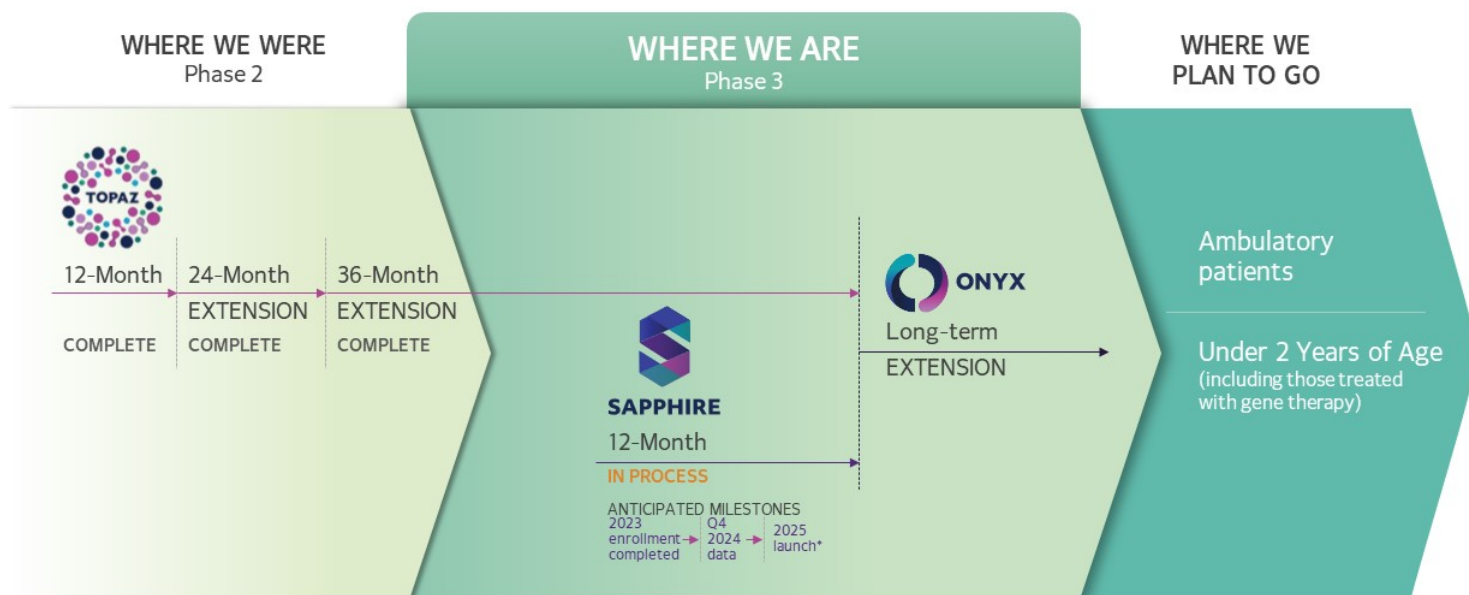 WHERE WE WERE
Phase 2
WHERE WE ARE
Phase 3
WHERE WE
PLAN TO GO
TOPAZ
12-Month
COMPLETE
24-Month
EXTENSION
COMPLETE
36-Month
EXTENSION
COMPLETE
SAPPHIRE
12-Month
IN PROCESS
ANTICIPATED MILESTONES
2023
enrollment
completed
Q4
2024
data
2025
launch*
ONYX
Long-term
EXTENSION
Ambulatory
patients
Under 2 Years of Age
(including those treated
with gene therapy)